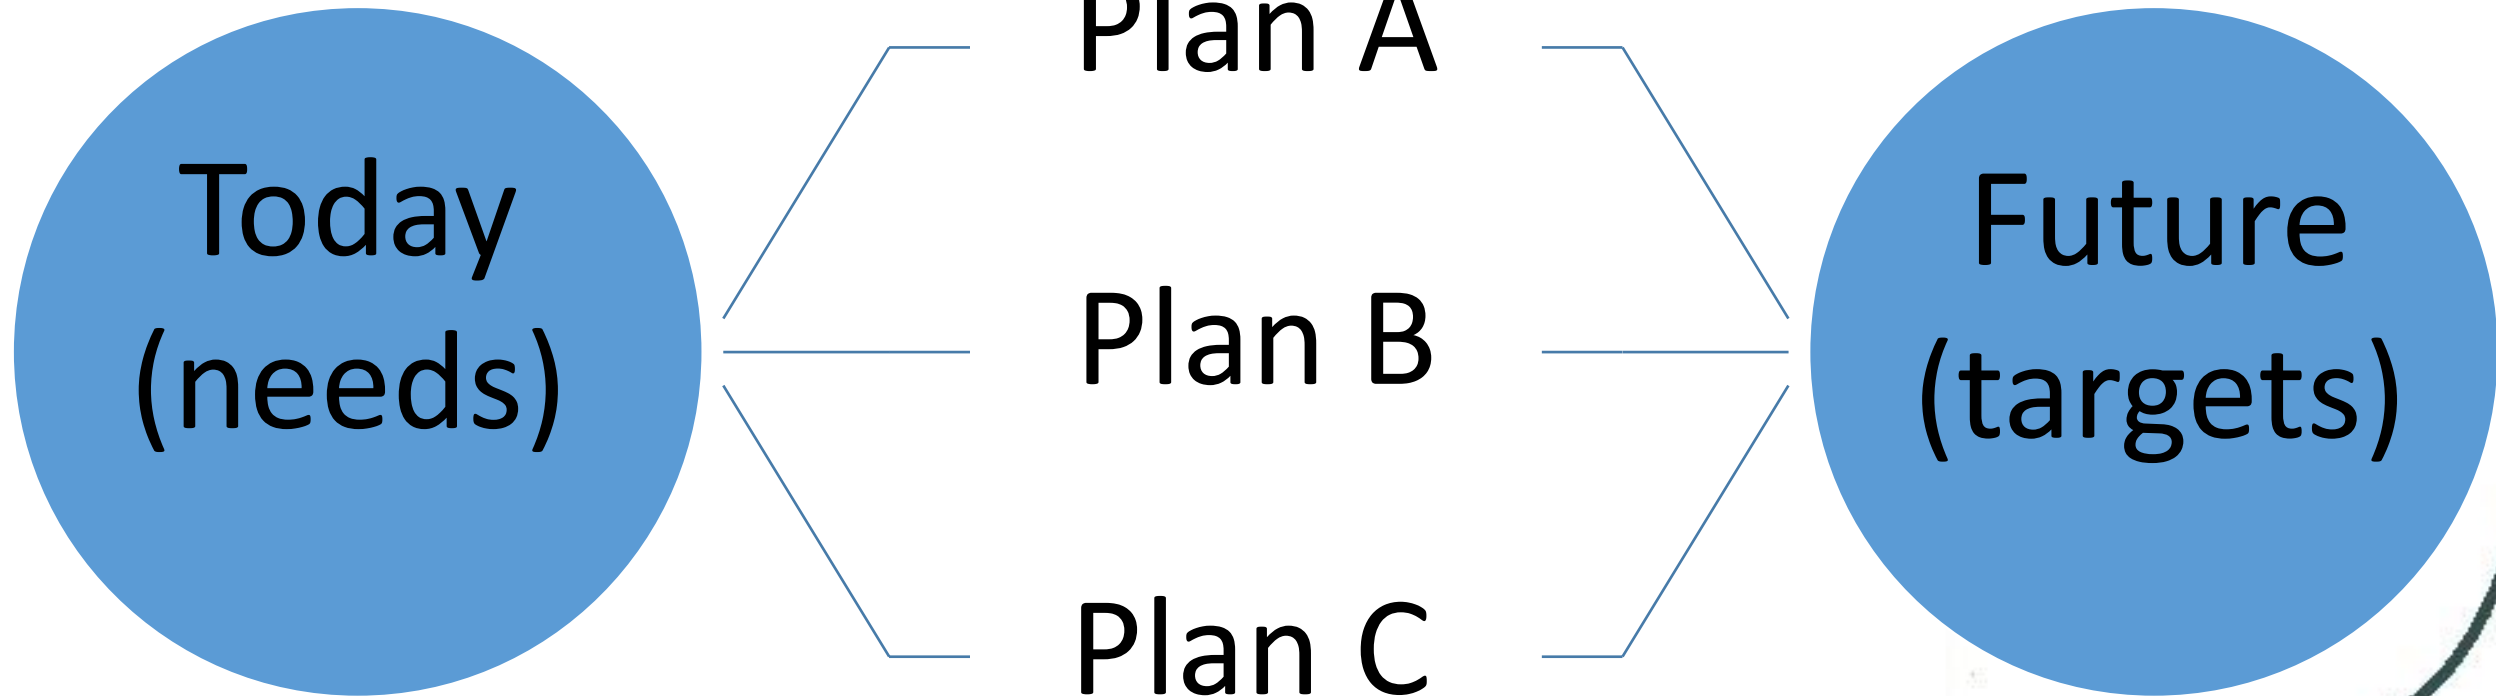 Plan A
Today
(needs)
Plan B
Future
(targets)
Plan C